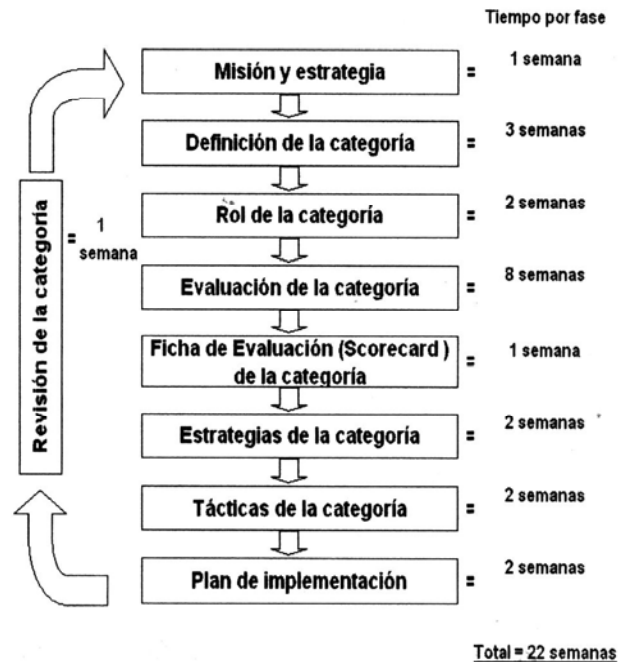 Tiempo por fase
Misión y estrategia = 1 semana
Definición de la categoría = 3 semanas
Rol de la categoría = 2 semanas
Revisión de la categoría = 1
semana
Evaluación de la categoría = 8 semanas
Ficha de Evaluación (Scorecard)
de la categoría = 1 semana
Estrategias de la categoría = 2 semanas
Tácticas de la categoría = 2 semanas
Plan de implementación = 2 semanas
Total = 22 semanas